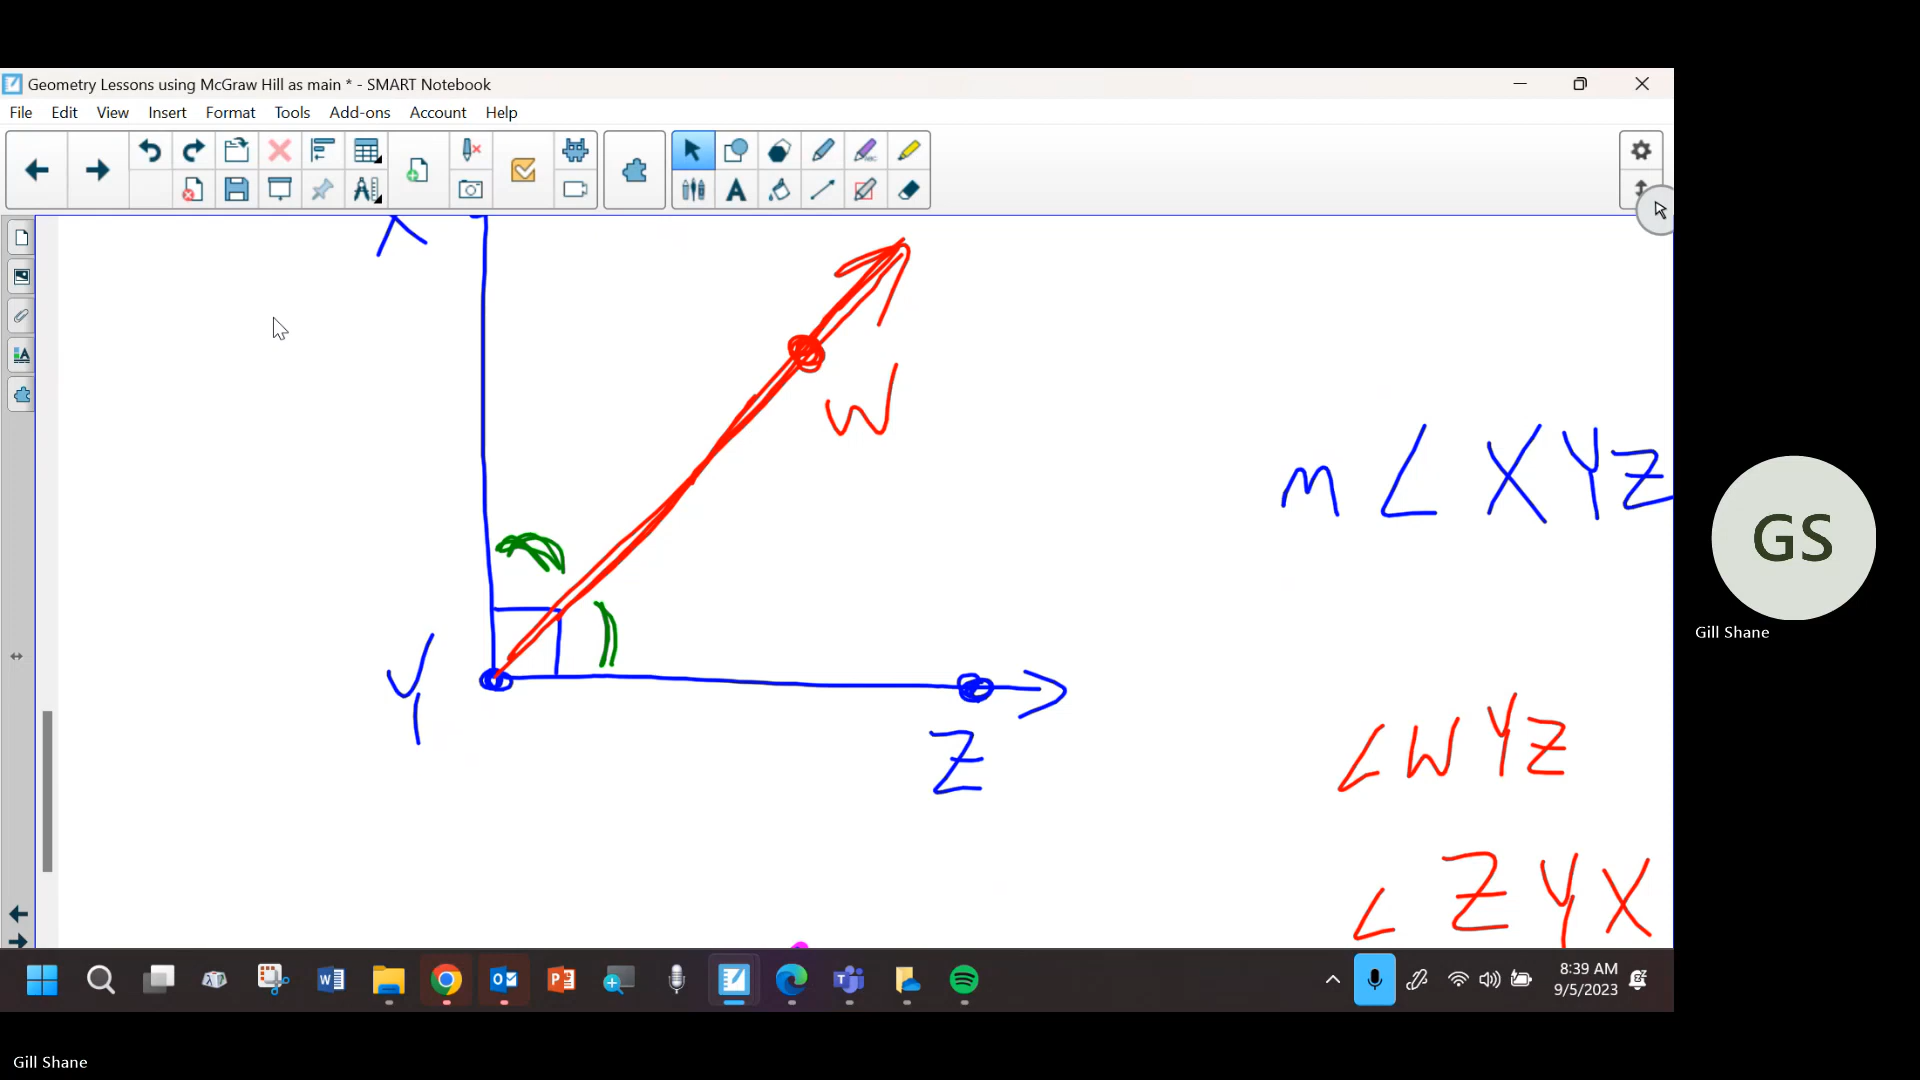 Geometry Lessons using McGraw Hill as main * - SMART Notebook
File Edit View Insert Format Tools Add-ons Account Help
X
W
m ∠ XYZ
GS
Gill Shane
Y
Z
∠WYZ
∠ ZYX
8:39 AM
9/5/2023
Gill Shane